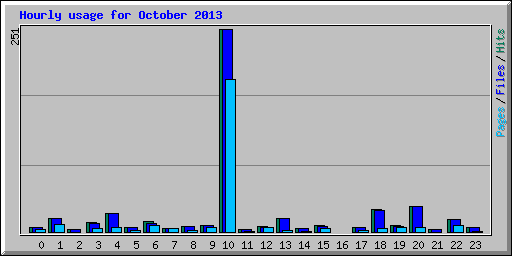 Hourly usage for October 2013
251
Pages/Files/Hits
0 1 2 3 4 5 6 7 8 9 10 11 12 13 14 15 16 17 18 19 20 21 22 23